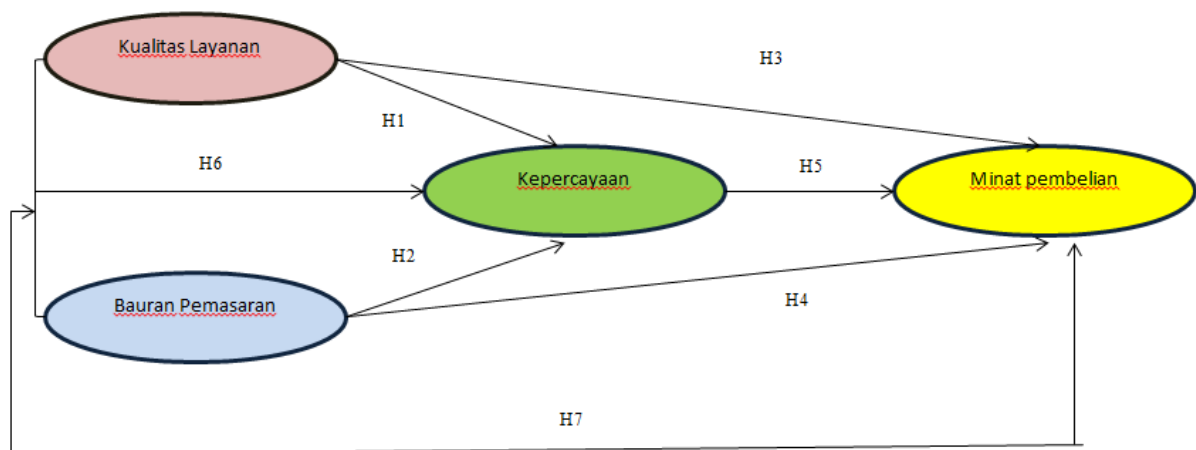 Kualitas Layanan
H3
H1
H6
Kepercayaan
H5
Minat pembelian
H2
Bauran Pemasaran
H4
H7